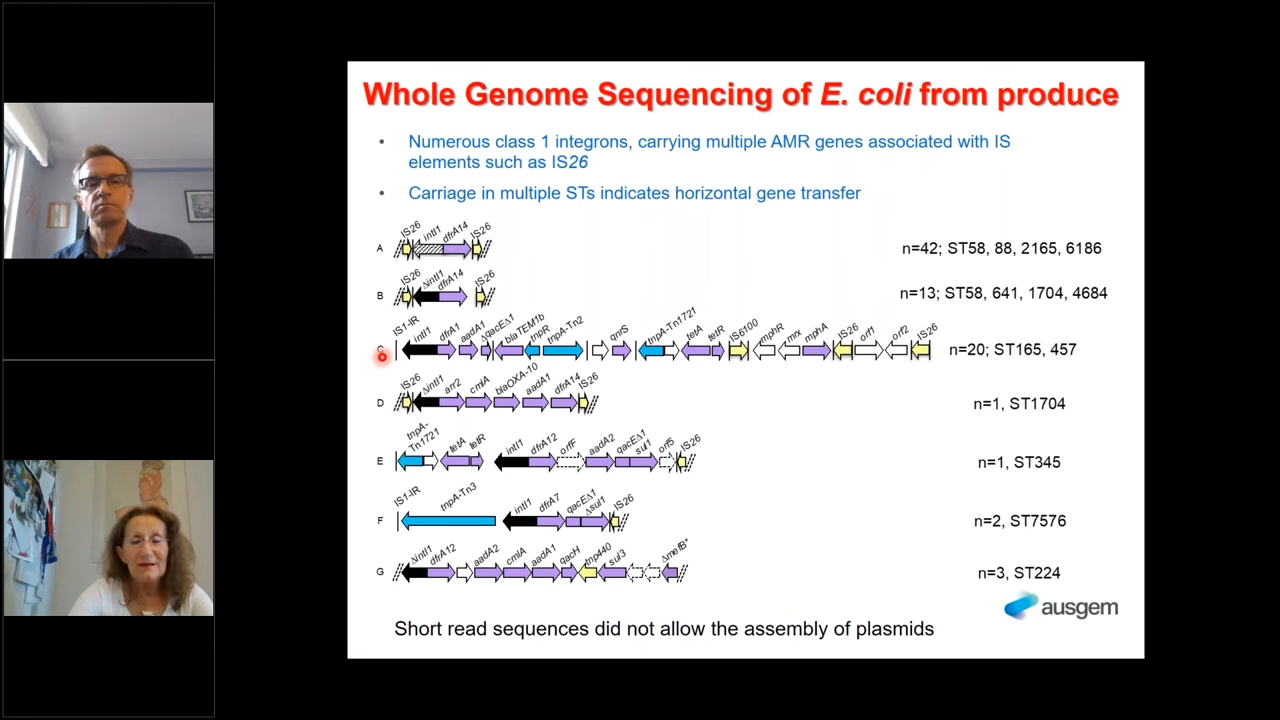 Whole Genome Sequencing of E. coli from produce
• Numerous class 1 integrons, carrying multiple AMR genes associated with IS
elements such as IS26
• Carriage in multiple STs indicates horizontal gene transfer
IS26 intI1 dfrA14 IS26
A n=42; ST58, 88, 2165, 6186
IS26 ΔintI1 dfrA14 IS26
B n=13; ST58, 641, 1704, 4684
IS1-IR intI1 dfrA1 aadA1 ΔqacEΔ1 blaTEM1b tnpR tnpA-Tn2 qnrS tnpA-Tn1721 tetA tetR IS6100 mphR mrx mphA IS26 orf1 orf2 IS26
C n=20; ST165, 457
IS26 ΔintI1 arr2 cmlA blaOXA-10 aadA1 dfrA14 IS26
D n=1, ST1704
tnpA-
Tn1721 tetA tetR intI1 dfrA12 orfF aadA2 qacEΔ1 sul1 orf5 IS26
E n=1, ST345
IS1-IR tnpA-Tn3 intI1 dfrA7 qacEΔ1 Δsul1 IS26
F n=2, ST7576
ΔintI1 dfrA12 aadA2 cmlA aadA1 qacH tnp440 sul3 ΔmefB*
G n=3, ST224
ausgem
Short read sequences did not allow the assembly of plasmids